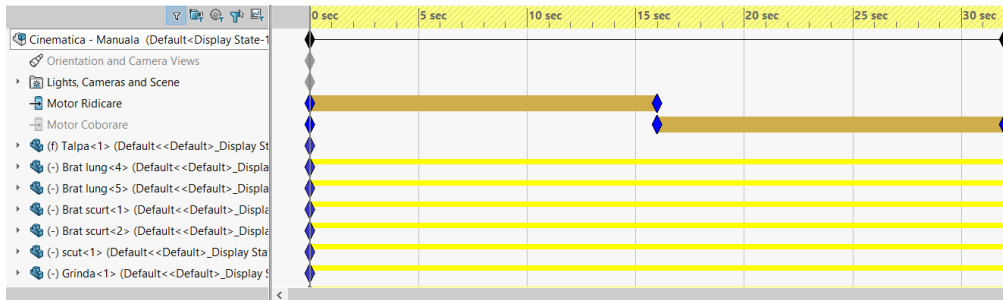 0 sec 5 sec 10 sec 15 sec 20 sec 25 sec 30 sec
Cinematica - Manuala (Default<Display State-1
Orientation and Camera Views
Lights, Cameras and Scene
Motor Ridicare
Motor Coborare
(f) Talpa<1> (Default<<Default>_Display St
(-) Brat lung<4> (Default<<Default>_Displa
(-) Brat lung<5> (Default<<Default>_Displa
(-) Brat scurt<1> (Default<<Default>_Displa
(-) Brat scurt<2> (Default<<Default>_Displa
(-) scut<1> (Default<<Default>_Display Sta
(-) Grinda<1> (Default<<Default>_Display S